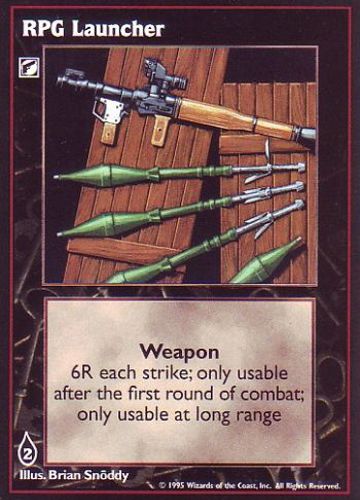 RPG Launcher
Weapon
6R each strike; only usable
after the first round of combat;
only usable at long range
2
Illus. Brian Snōddy
© 1995 Wizards of the Coast, Inc. All Rights Reserved.